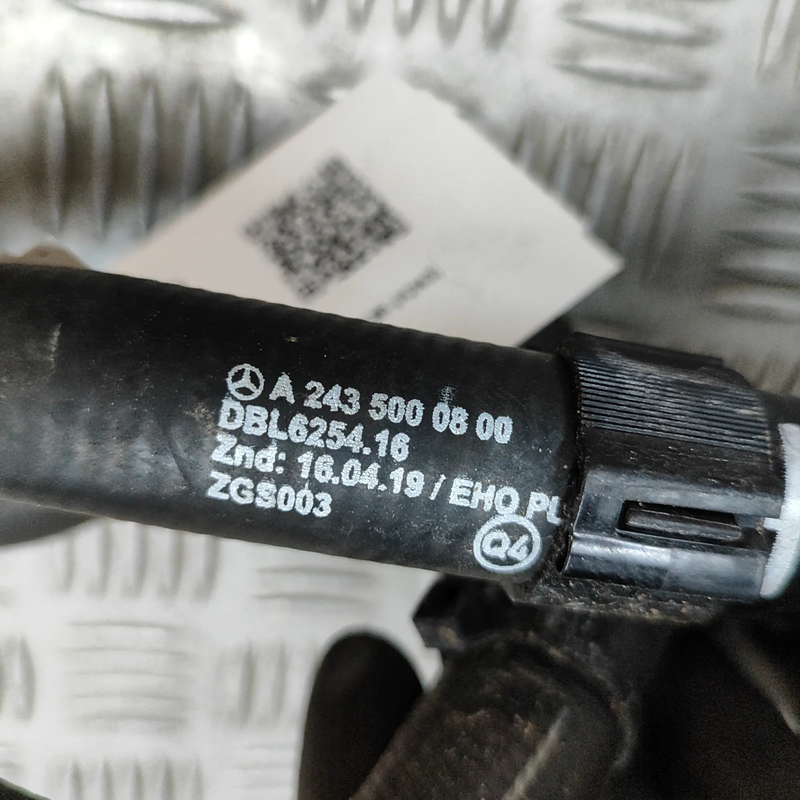 A 243 500 08 00
DBL6254.16
Znd: 16.04.19 / EHO PL
ZGS003
Q4